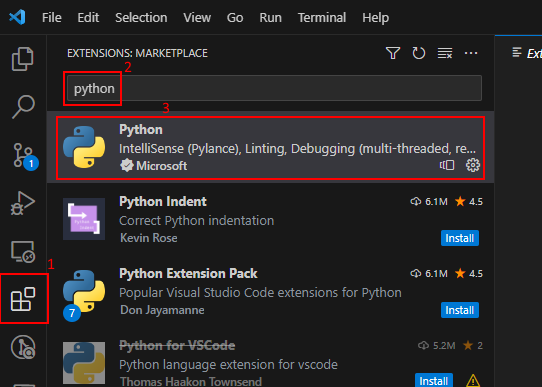 File Edit Selection View Go Run Terminal Help
EXTENSIONS: MARKETPLACE
Ext
2
python
3
Python
IntelliSense (Pylance), Linting, Debugging (multi-threaded, re...
Microsoft
1
1
Python Indent 6.1M 4.5
Correct Python indentation
Kevin Rose Install
Python Extension Pack 6.1M 4.5
Popular Visual Studio Code extensions for Python
7
Don Jayamanne Install
Python for VSCode 5.2M 2
Python language extension for vscode
Thomas Haakon Townsend Install